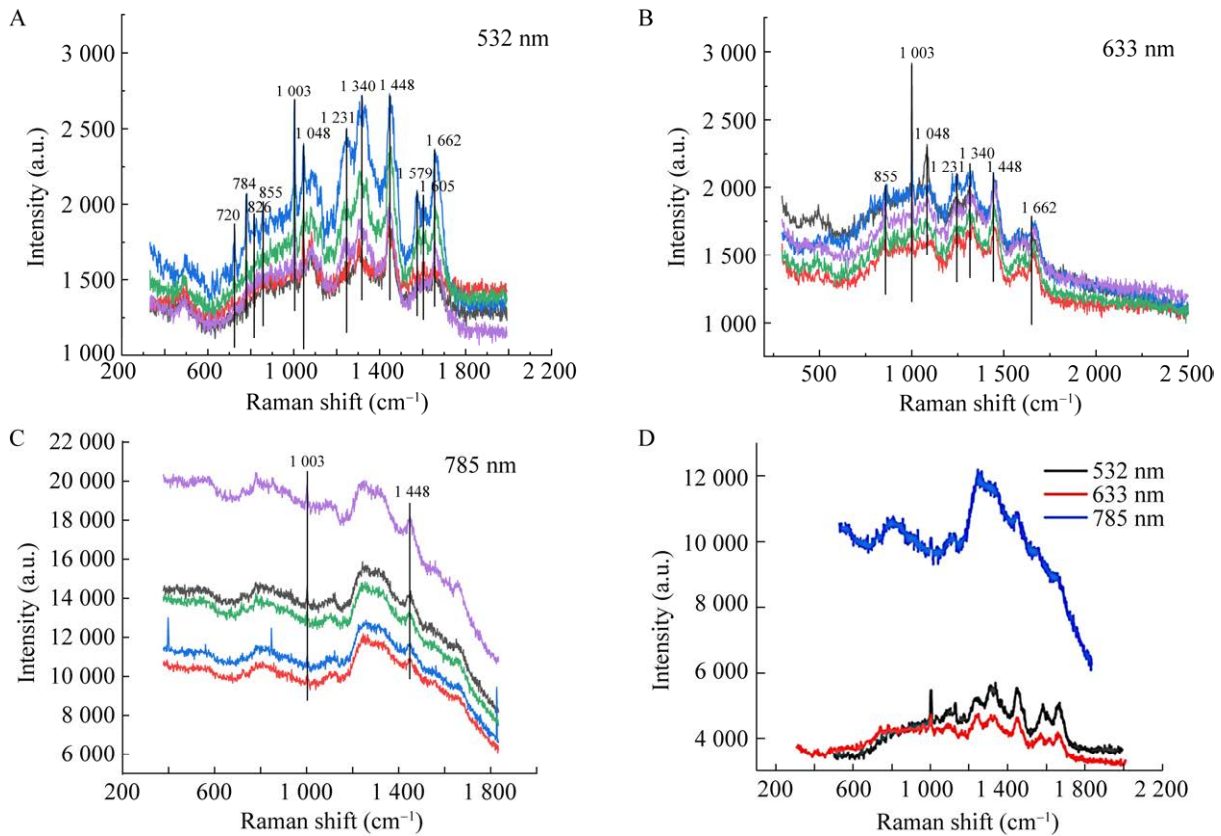 A
532 nm
3 000
2 500
2 000
1 500
1 000
Intensity (a.u.)
720
784
826
855
1 003
1 048
1 231
1 340
1 448
1 579
1 605
1 662
200 600 1 000 1 400 1 800 2 200
Raman shift (cm⁻¹)
B
633 nm
3 000
2 500
2 000
1 500
1 000
Intensity (a.u.)
855
1 003
1 048
1 231
1 340
1 448
1 662
500 1 000 1 500 2 000 2 500
Raman shift (cm⁻¹)
C
785 nm
22 000
20 000
18 000
16 000
14 000
12 000
10 000
8 000
6 000
Intensity (a.u.)
1 003
1 448
200 600 1 000 1 400 1 800
Raman shift (cm⁻¹)
D
532 nm
633 nm
785 nm
12 000
10 000
8 000
6 000
4 000
Intensity (a.u.)
200 600 1 000 1 400 1 800 2 200
Raman shift (cm⁻¹)